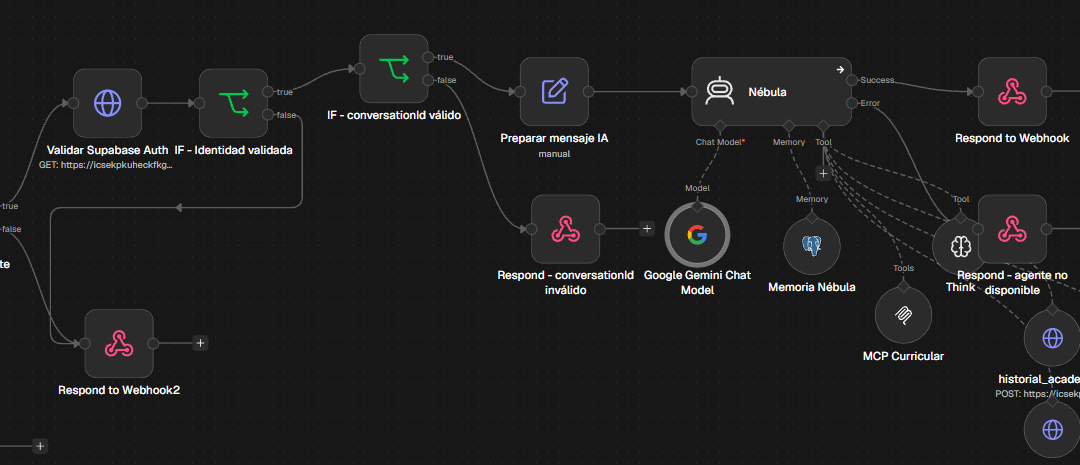 true
false
te
Validar Supabase Auth
GET: https://icsekpkuheckfkg...
IF - Identidad validada
true
false
Respond to Webhook2
IF - conversationId válido
true
false
Preparar mensaje IA
manual
Respond - conversationId
inválido
Nébula
Success
Error
Chat Model*
Memory
Tool
Model
Google Gemini Chat
Model
Memory
Memoria Nébula
Tools
MCP Curricular
Tool
Think
Respond to Webhook
Respond - agente no
disponible
historial_acade
POST: https://icsekp